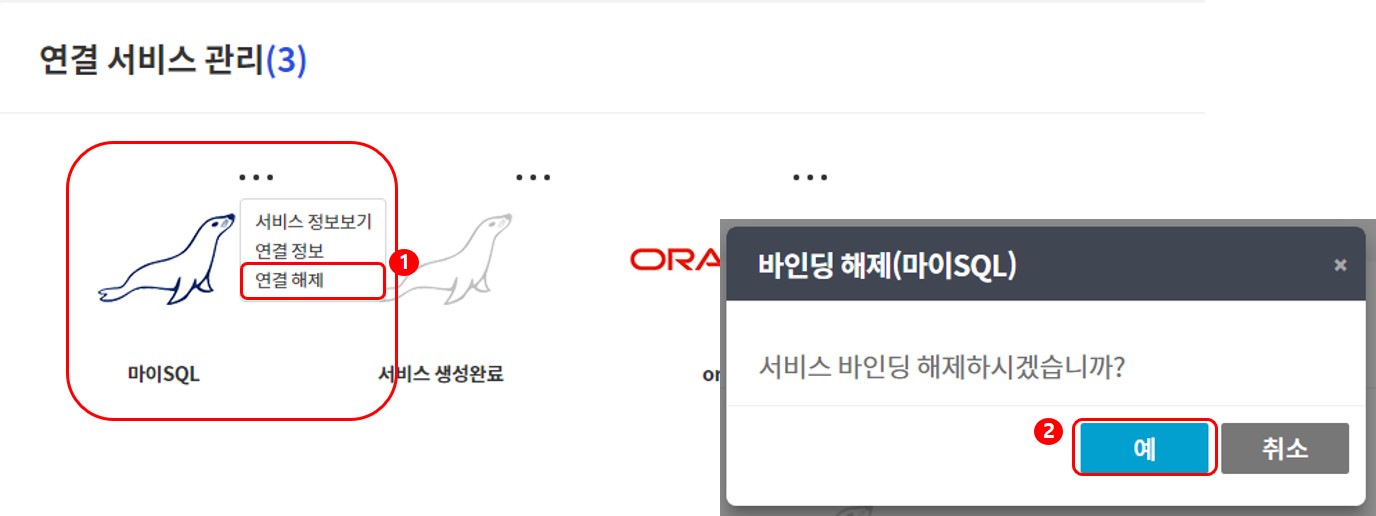 연결 서비스 관리(3)
서비스 정보보기
연결 정보
연결 해제
1
마이SQL
서비스 생성완료
ORA
or
바인딩 해제(마이SQL)
×
서비스 바인딩 해제하시겠습니까?
2
예
취소